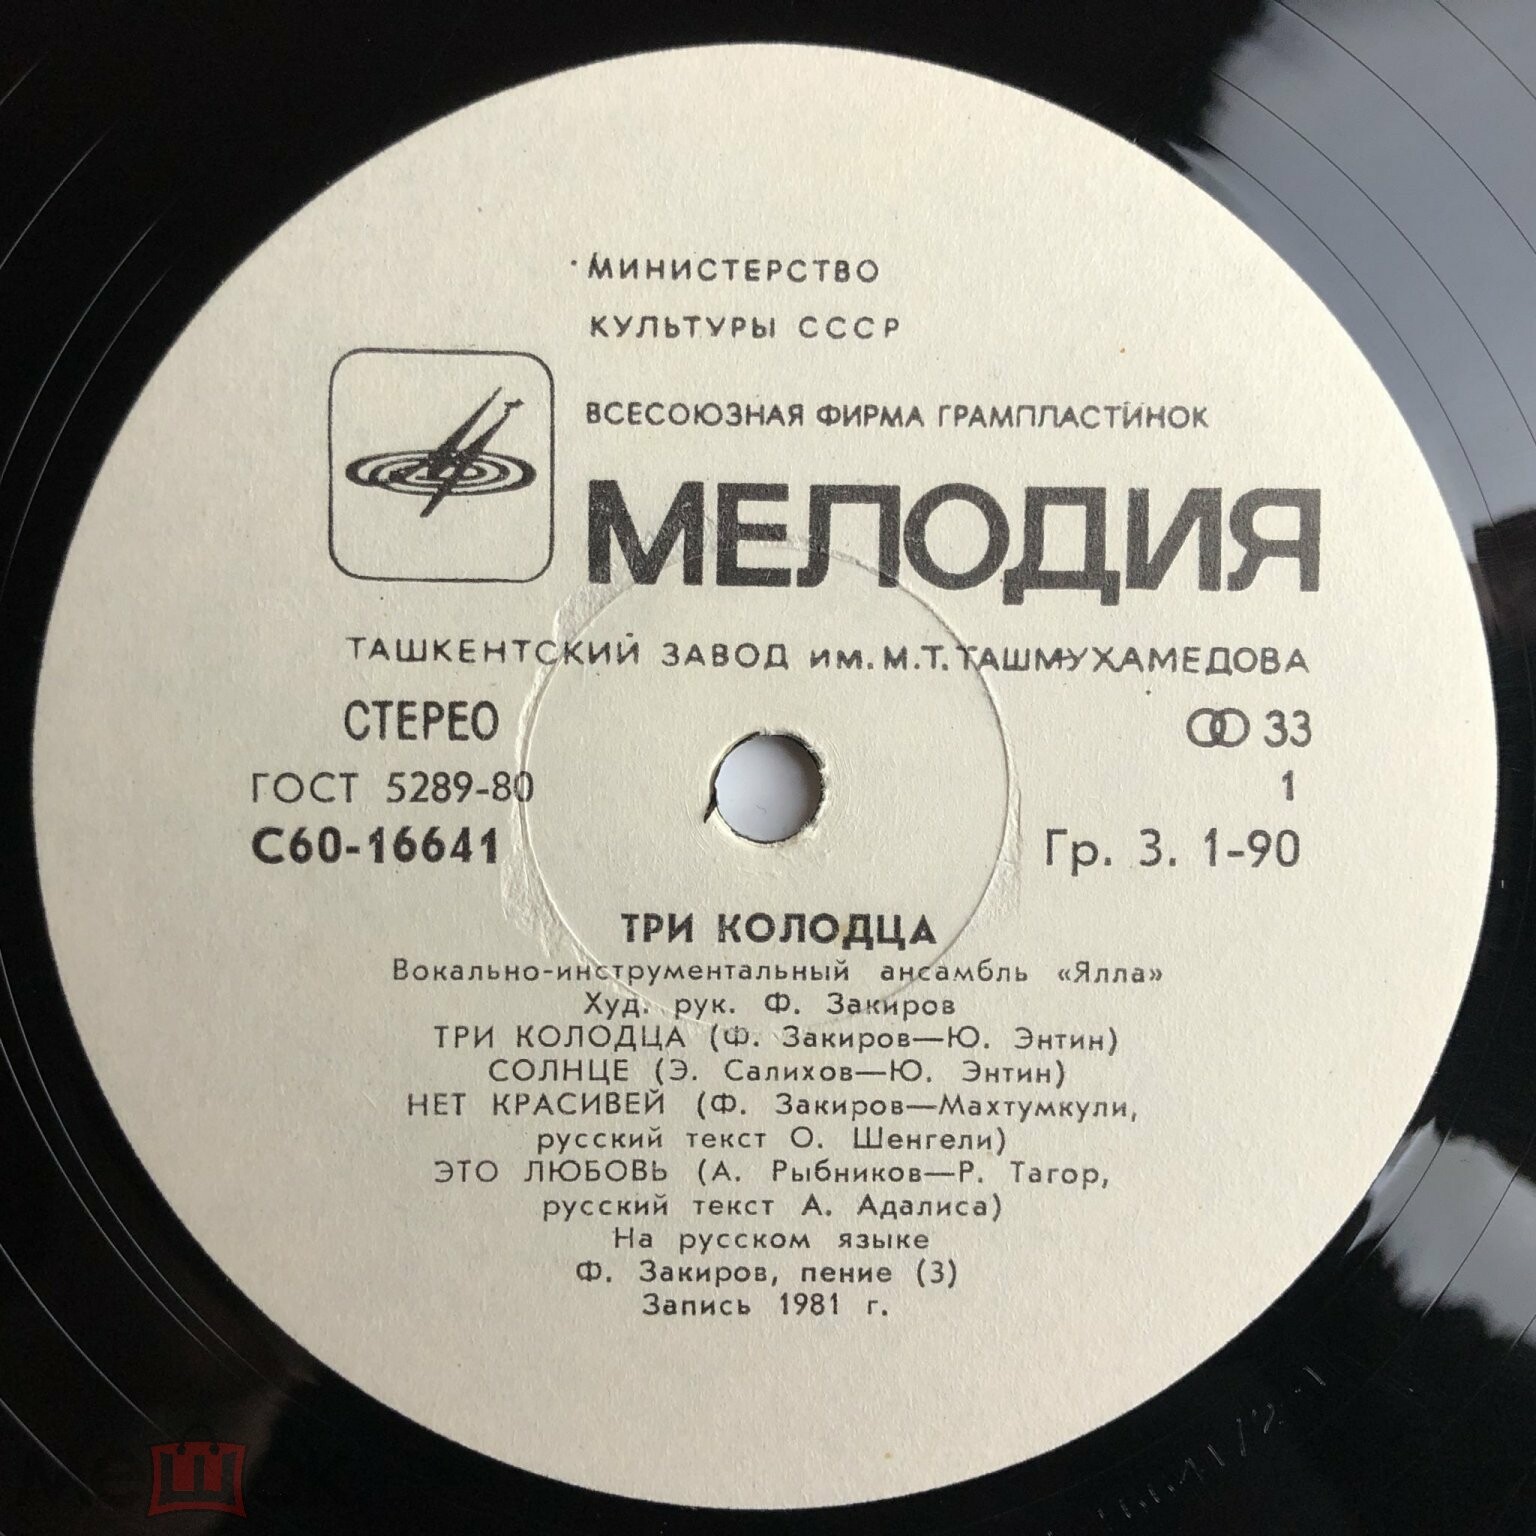 МИНИСТЕРСТВО
КУЛЬТУРЫ СССР
ВСЕСОЮЗНАЯ ФИРМА ГРАМПЛАСТИНОК
МЕЛОДИЯ
ТАШКЕНТСКИЙ ЗАВОД ИМ. М.Т. ТАШМУХАМЕДОВА
СТЕРЕО 33
ГОСТ 5289-80 1
С60-16641 Гр. 3. 1-90
ТРИ КОЛОДЦА
Вокально-инструментальный ансамбль «Ялла»
Худ. рук. Ф. Закиров
ТРИ КОЛОДЦА (Ф. Закиров—Ю. Энтин)
СОЛНЦЕ (Э. Салихов—Ю. Энтин)
НЕТ КРАСИВЕЙ (Ф. Закиров—Махтумкули,
русский текст О. Шенгели)
ЭТО ЛЮБОВЬ (А. Рыбников—Р. Тагор,
русский текст А. Адалиса)
На русском языке
Ф. Закиров, пение (3)
Запись 1981 г.